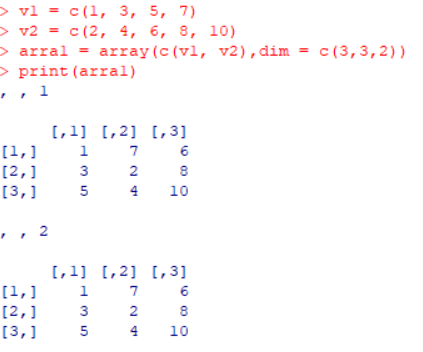 > v1 = c(1, 3, 5, 7)
> v2 = c(2, 4, 6, 8, 10)
> arra1 = array(c(v1, v2),dim = c(3,3,2))
> print(arra1)
, , 1
     [,1] [,2] [,3]
[1,]    1    7    6
[2,]    3    2    8
[3,]    5    4   10
, , 2
     [,1] [,2] [,3]
[1,]    1    7    6
[2,]    3    2    8
[3,]    5    4   10